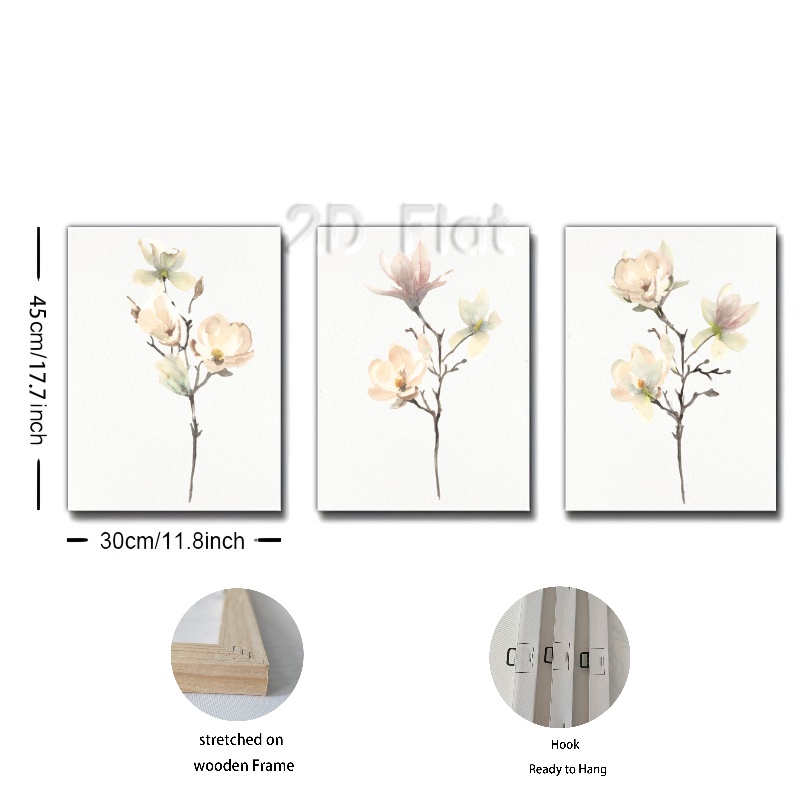 2D Flat
45cm/17.7inch
30cm/11.8inch
stretched on
wooden Frame
Hook
Ready to Hang